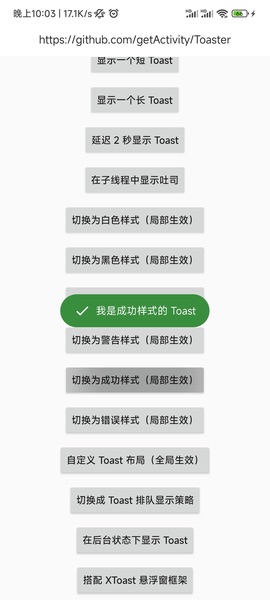 晚上10:03 | 17.1K/s
https://github.com/getActivity/Toaster
显示一个短 Toast
显示一个长 Toast
延迟 2 秒显示 Toast
在子线程中显示吐司
切换为白色样式（局部生效）
切换为黑色样式（局部生效）
我是成功样式的 Toast
切换为警告样式（局部生效）
切换为成功样式（局部生效）
切换为错误样式（局部生效）
自定义 Toast 布局（全局生效）
切换成 Toast 排队显示策略
在后台状态下显示 Toast
搭配 XToast 悬浮窗框架